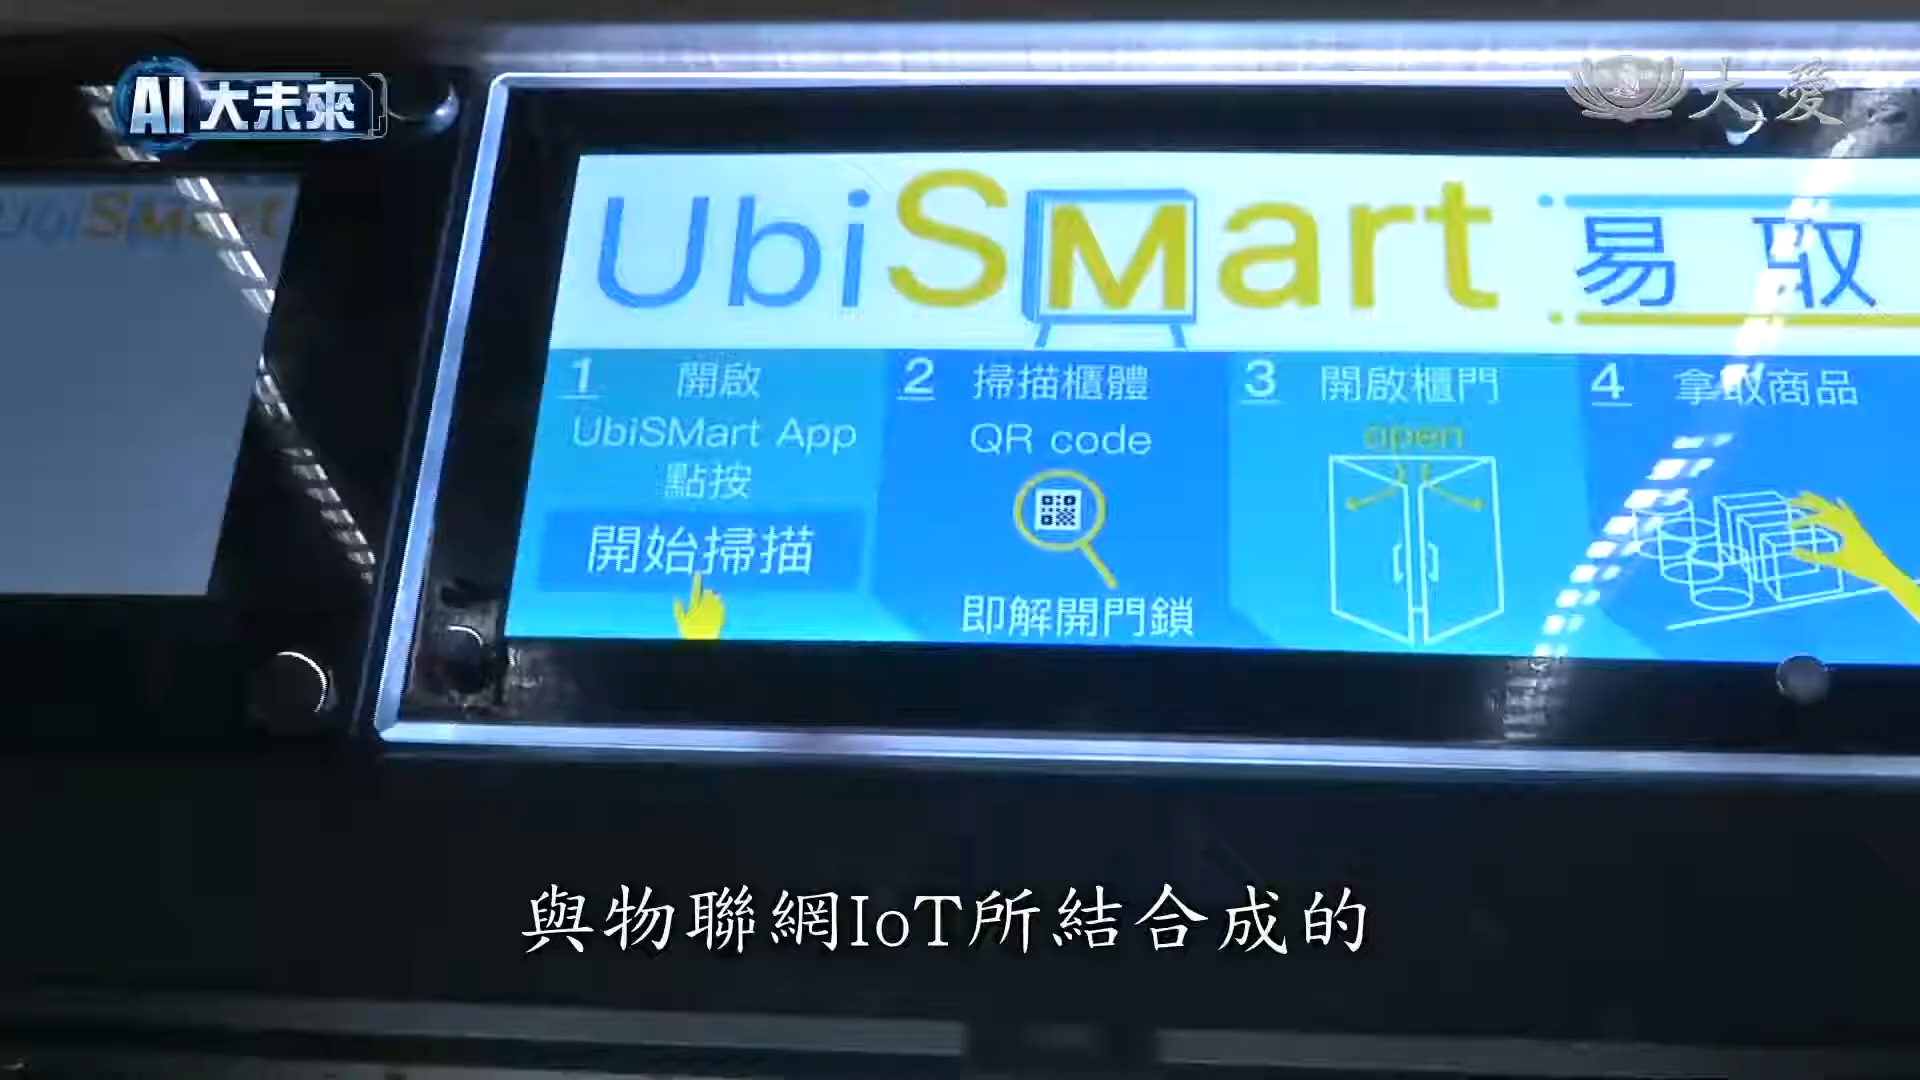 AI大未來
大愛
UbiSMart
UbiSMart
易取
1 開啟
UbiSMart App
點按
開始掃描
2 掃描櫃體
QR code
即解開門鎖
3 開啟櫃門
open
4 拿取商品
與物聯網IoT所結合成的